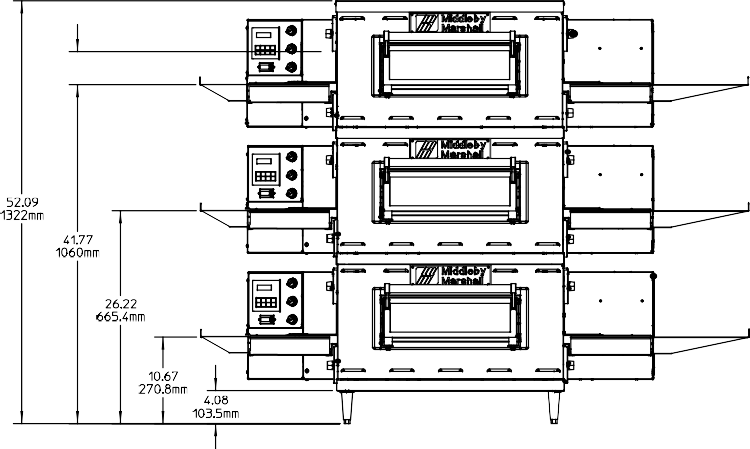 Middleby
Marshall
Middleby
Marshall
52.09
1322mm
41.77
1060mm
26.22
665.4mm
Middleby
Marshall
10.67
270.8mm
4.08
103.5mm